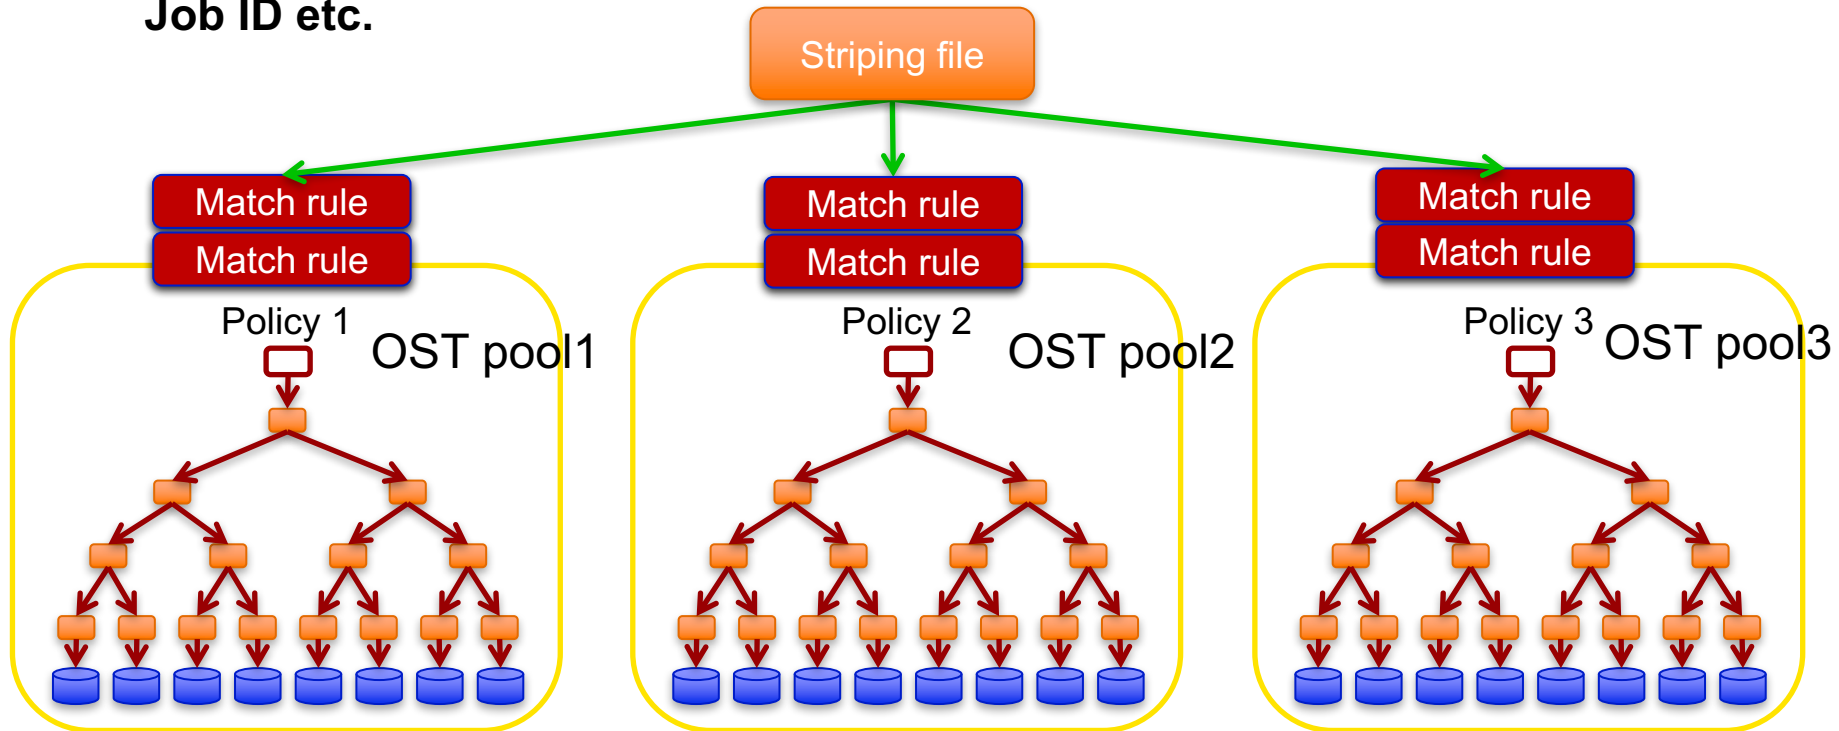 Job ID etc.
Striping file
Match rule
Match rule
Match rule
Match rule
Match rule
Match rule
Policy 1
OST pool1
Policy 2
OST pool2
Policy 3
OST pool3